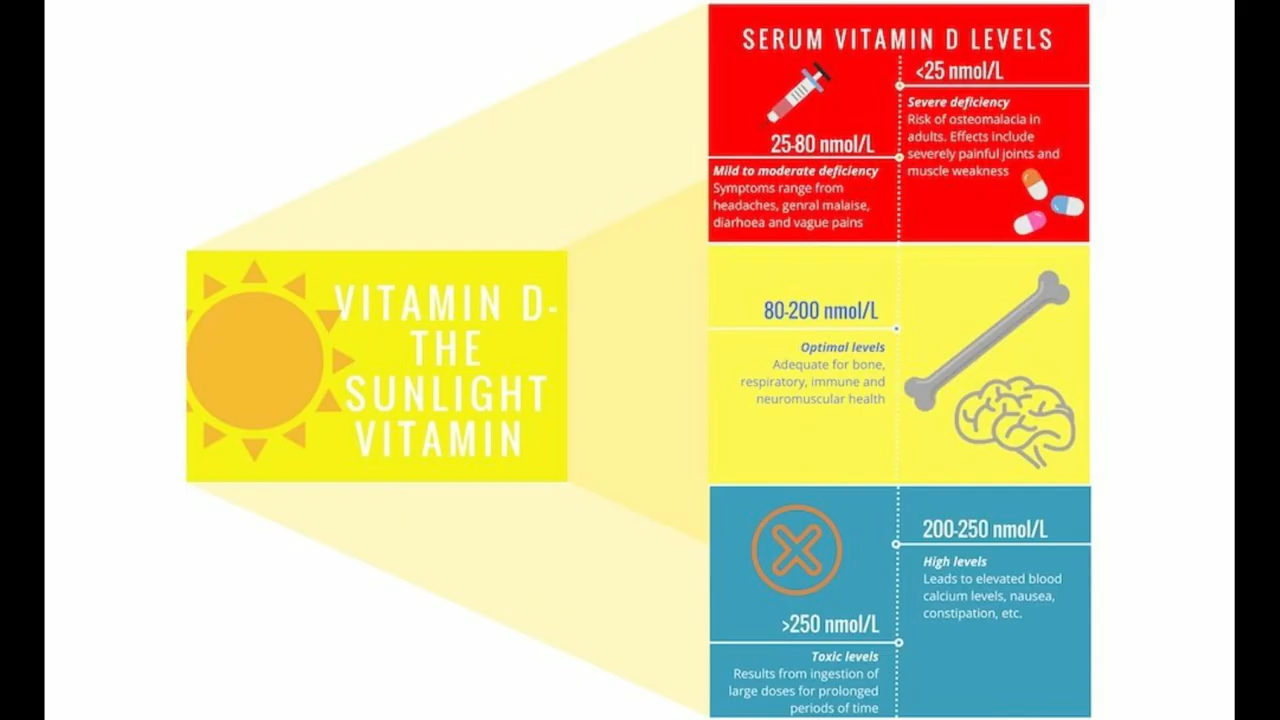 VITAMIN D-
THE
SUNLIGHT
VITAMIN
SERUM VITAMIN D LEVELS
<25 nmol/L
Severe deficiency
Risk of osteomalacia in
adults. Effects include
severely painful joints and
muscle weakness
25-80 nmol/L
Mild to moderate deficiency
Symptoms range from
headaches, genral malaise,
diarhoea and vague pains
80-200 nmol/L
Optimal levels
Adequate for bone,
respiratory, immune and
neuromuscular health
200-250 nmol/L
High levels
Leads to elevated blood
calcium levels, nausea,
constipation, etc.
>250 nmol/L
Toxic levels
Results from ingestion of
large doses for prolonged
periods of time